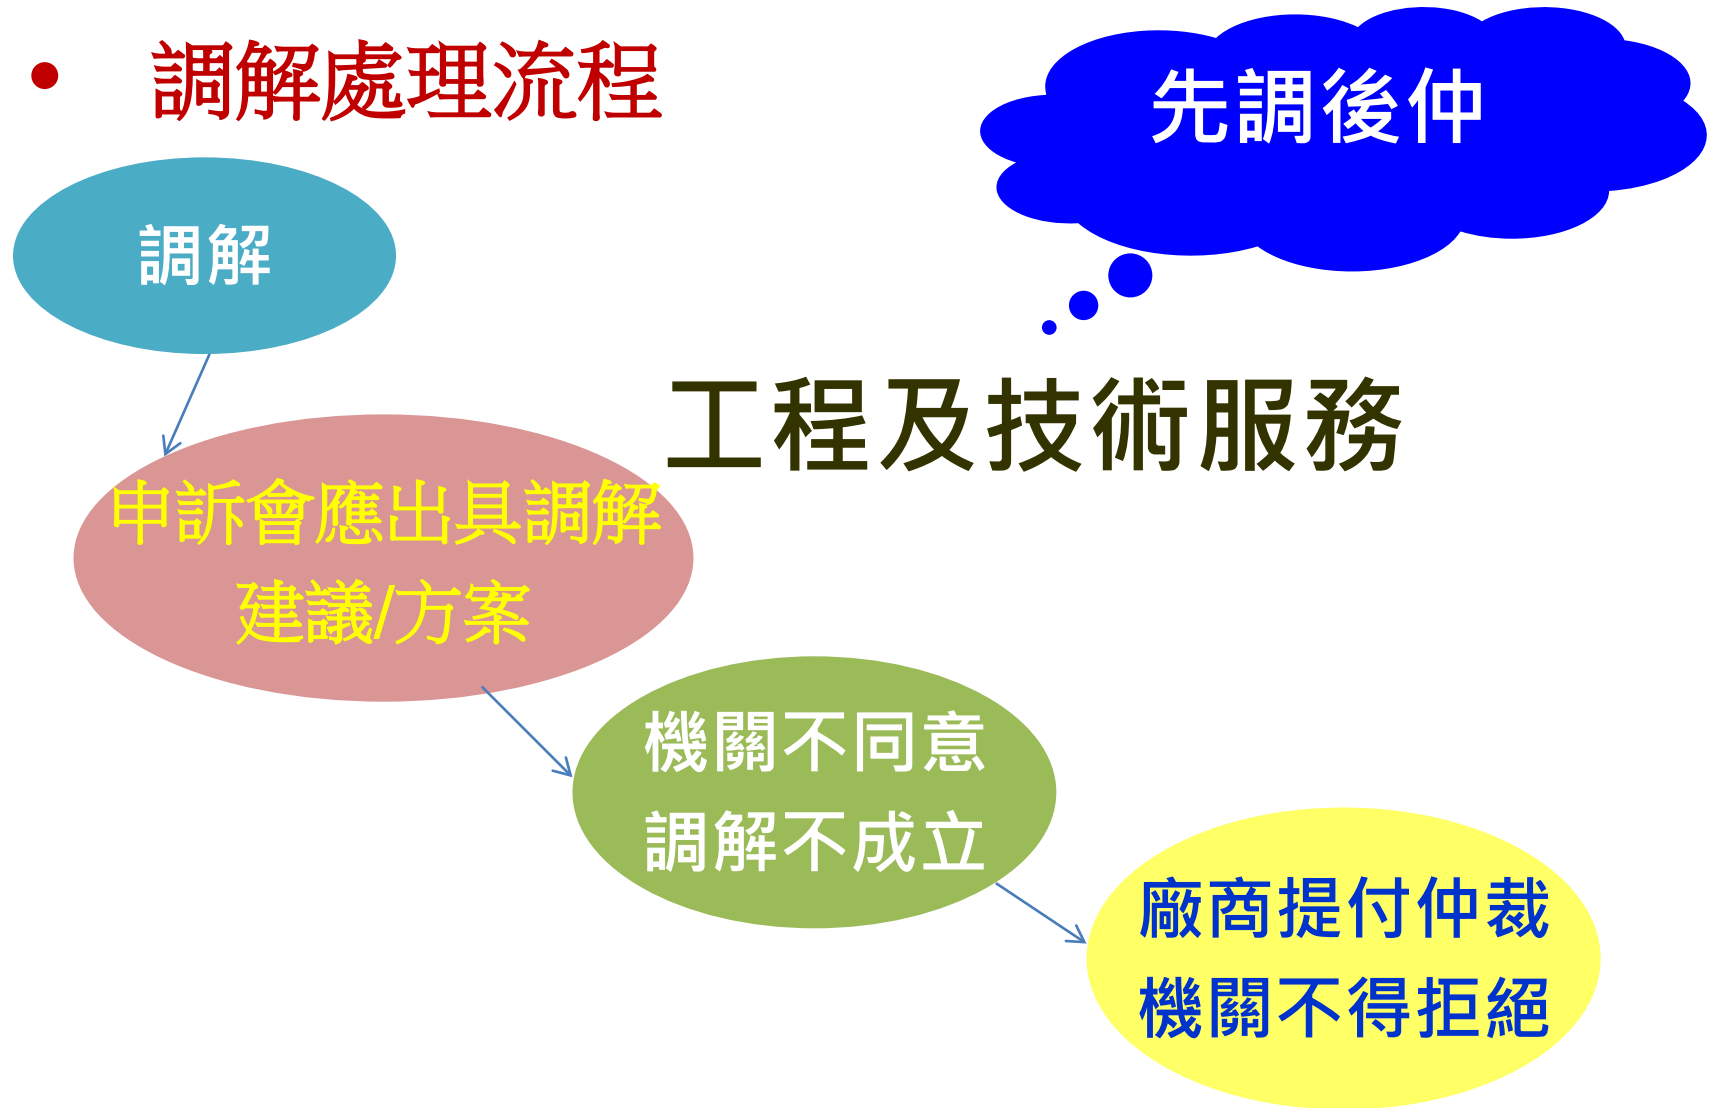 • 調解處理流程
先調後仲
調解
工程及技術服務
申訴會應出具調解
建議/方案
機關不同意
調解不成立
廠商提付仲裁
機關不得拒絕